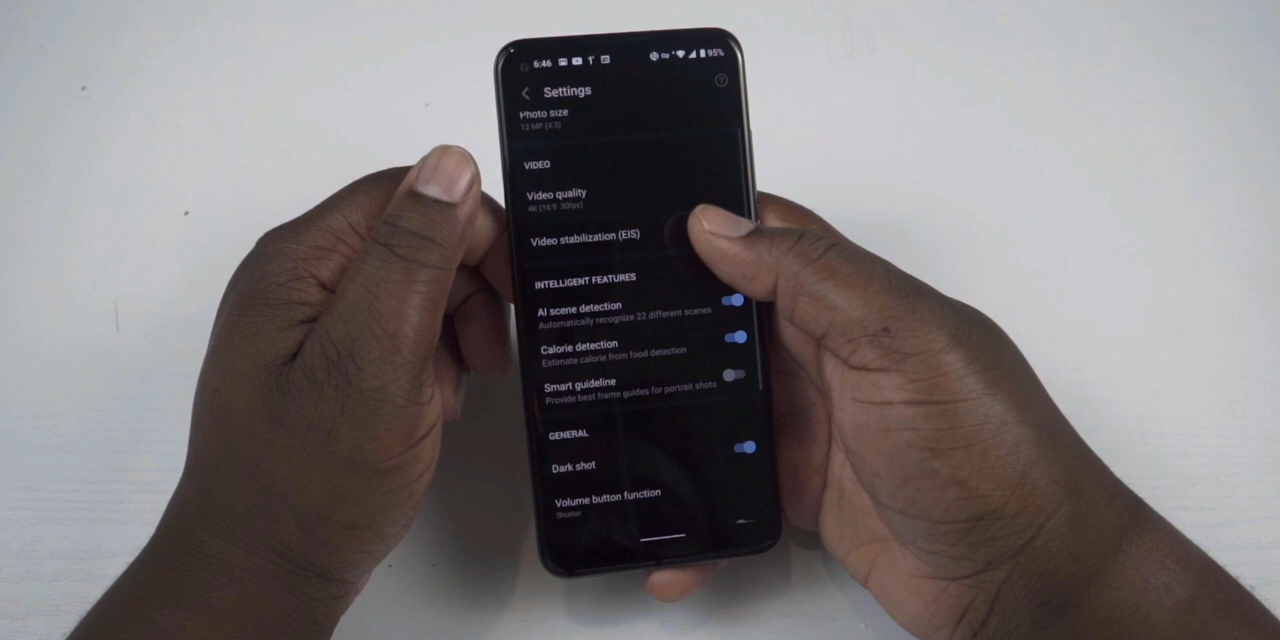 6:46
95%
Settings
Photo size
12 MP (4:3)
VIDEO
Video quality
4K (16:9 30fps)
Video stabilization (EIS)
INTELLIGENT FEATURES
AI scene detection
Automatically recognize 22 different scenes
Calorie detection
Estimate calorie from food detection
Smart guideline
Provide best frame guides for portrait shots
GENERAL
Dark shot
Volume button function
Shutter